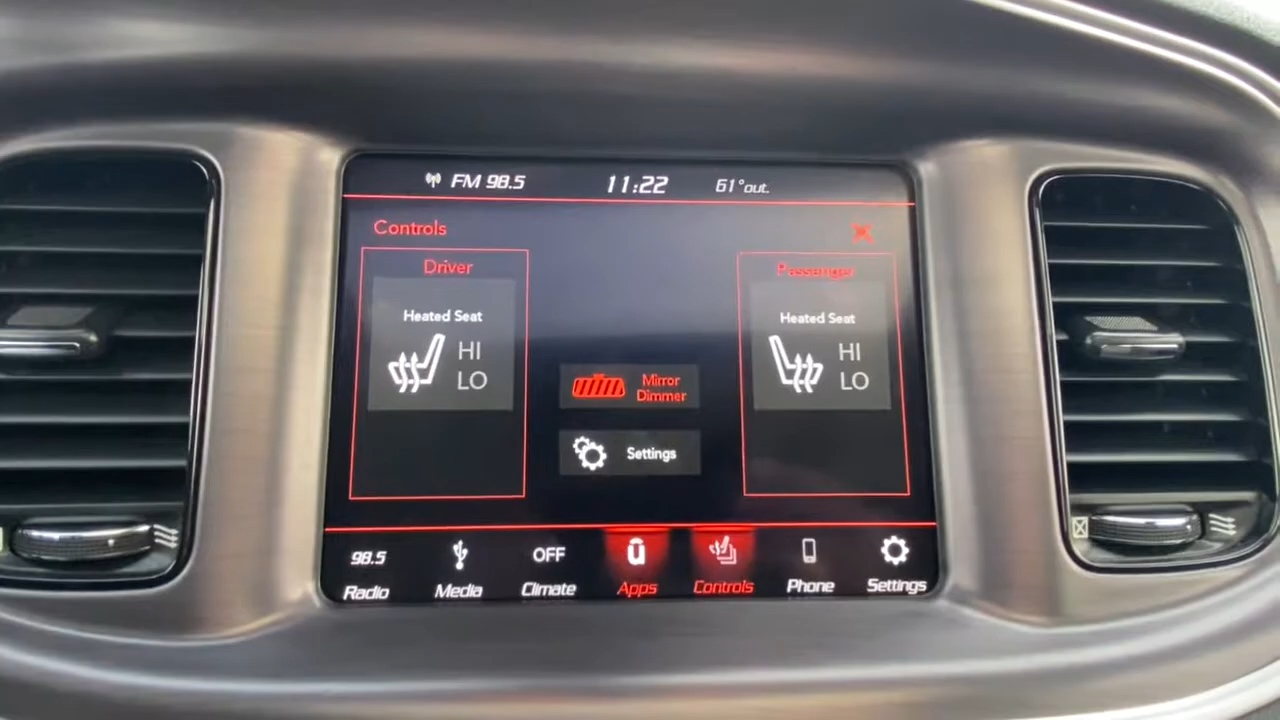 FM 98.5 11:22 61°out.
Controls
Driver
Passenger
Heated Seat
HI
LO
Heated Seat
HI
LO
Mirror
Dimmer
Settings
98.5 OFF
Radio Media Climate Apps Controls Phone Settings